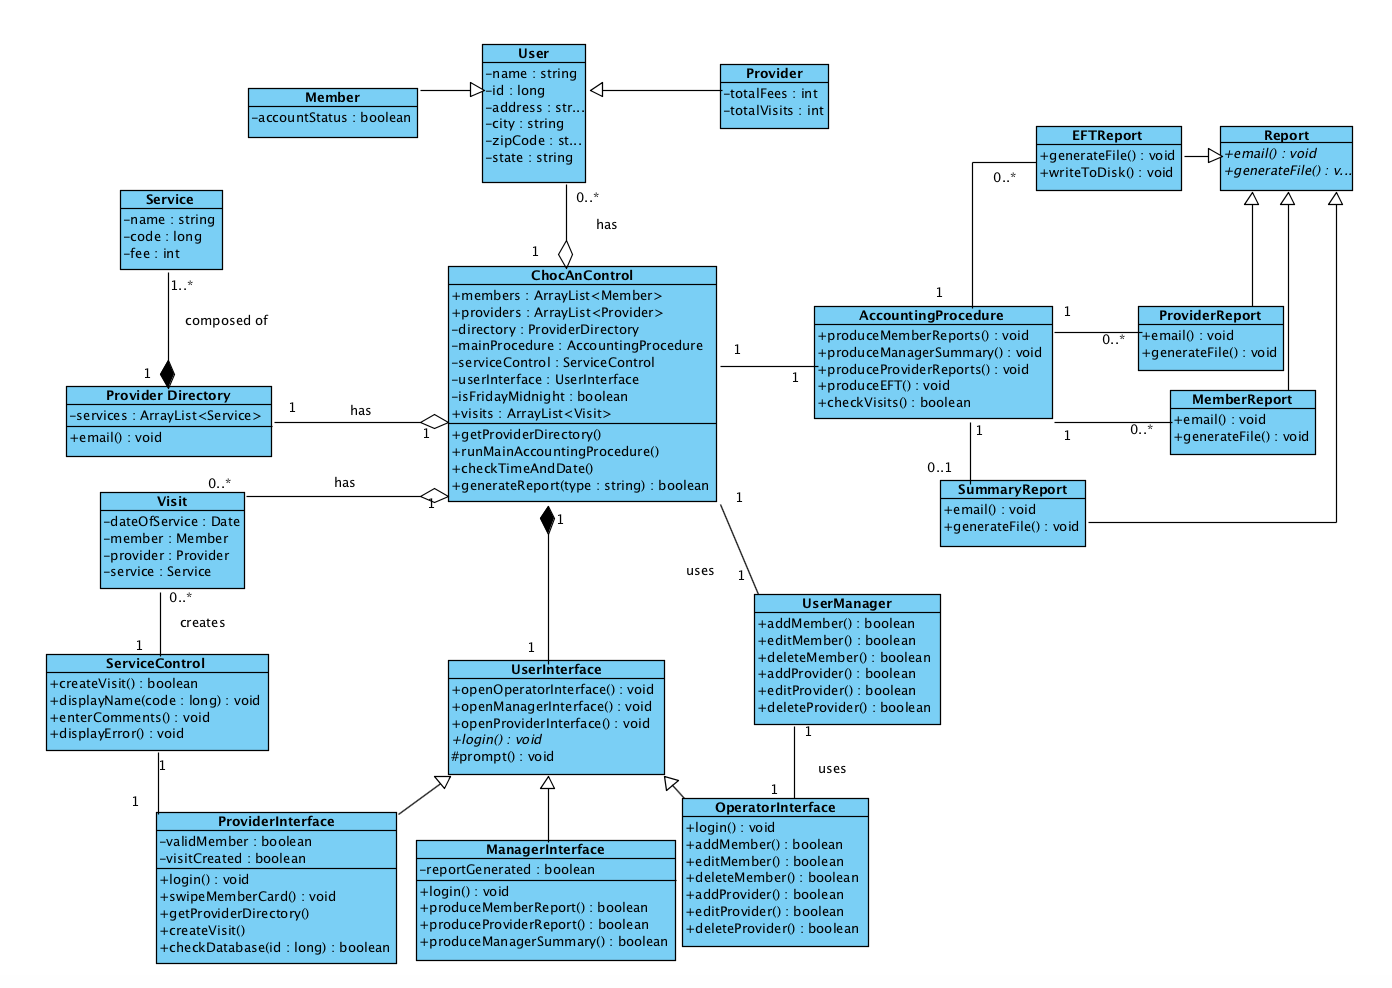 User
-name : string
-id : long
-address : str...
-city : string
-zipCode : st...
-state : string
Member
-accountStatus : boolean
Provider
-totalFees : int
-totalVisits : int
EFTReport
+generateFile() : void
+writeToDisk() : void
Report
+email() : void
+generateFile() : v...
0..*
0..*
has
1
Service
-name : string
-code : long
-fee : int
1..*
composed of
1
ChocAnControl
+members : ArrayList<Member>
+providers : ArrayList<Provider>
-directory : ProviderDirectory
-mainProcedure : AccountingProcedure
-serviceControl : ServiceControl
-userInterface : UserInterface
-isFridayMidnight : boolean
+visits : ArrayList<Visit>
+getProviderDirectory()
+runMainAccountingProcedure()
+checkTimeAndDate()
+generateReport(type : string) : boolean
1
1
1
AccountingProcedure
+produceMemberReports() : void
+produceManagerSummary() : void
+produceProviderReports() : void
+produceEFT() : void
+checkVisits() : boolean
1
0..*
ProviderReport
+email() : void
+generateFile() : void
Provider Directory
-services : ArrayList<Service>
+email() : void
1
has
1
1
0..*
MemberReport
+email() : void
+generateFile() : void
1
0..1
SummaryReport
+email() : void
+generateFile() : void
0..*
has
1
Visit
-dateOfService : Date
-member : Member
-provider : Provider
-service : Service
1
1
uses
1
0..*
creates
1
UserManager
+addMember() : boolean
+editMember() : boolean
+deleteMember() : boolean
+addProvider() : boolean
+editProvider() : boolean
+deleteProvider() : boolean
ServiceControl
+createVisit() : boolean
+displayName(code : long) : void
+enterComments() : void
+displayError() : void
1
UserInterface
+openOperatorInterface() : void
+openManagerInterface() : void
+openProviderInterface() : void
+login() : void
#prompt() : void
1
uses
1
1
1
ProviderInterface
-validMember : boolean
-visitCreated : boolean
+login() : void
+swipeMemberCard() : void
+getProviderDirectory()
+createVisit()
+checkDatabase(id : long) : boolean
ManagerInterface
-reportGenerated : boolean
+login() : void
+produceMemberReport() : boolean
+produceProviderReport() : boolean
+produceManagerSummary() : boolean
OperatorInterface
+login() : void
+addMember() : boolean
+editMember() : boolean
+deleteMember() : boolean
+addProvider() : boolean
+editProvider() : boolean
+deleteProvider() : boolean